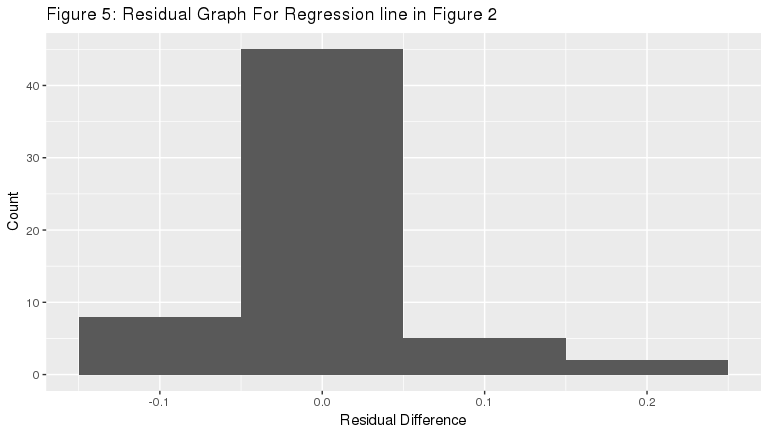 Figure 5: Residual Graph For Regression line in Figure 2
40
30
20
10
0
Count
-0.1 0.0 0.1 0.2
Residual Difference